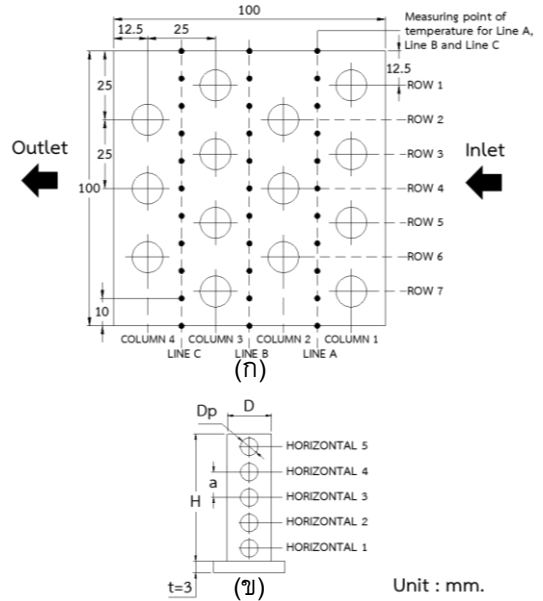 100
12.5
25
Measuring point of
temperature for Line A,
Line B and Line C
12.5
25
25
100
10
Outlet
Inlet
ROW 1
ROW 2
ROW 3
ROW 4
ROW 5
ROW 6
ROW 7
COLUMN 4
COLUMN 3
COLUMN 2
COLUMN 1
LINE C
LINE B
LINE A
(ก)
D
Dp
HORIZONTAL 5
HORIZONTAL 4
a
H
HORIZONTAL 3
HORIZONTAL 2
HORIZONTAL 1
t=3
(ข)
Unit : mm.